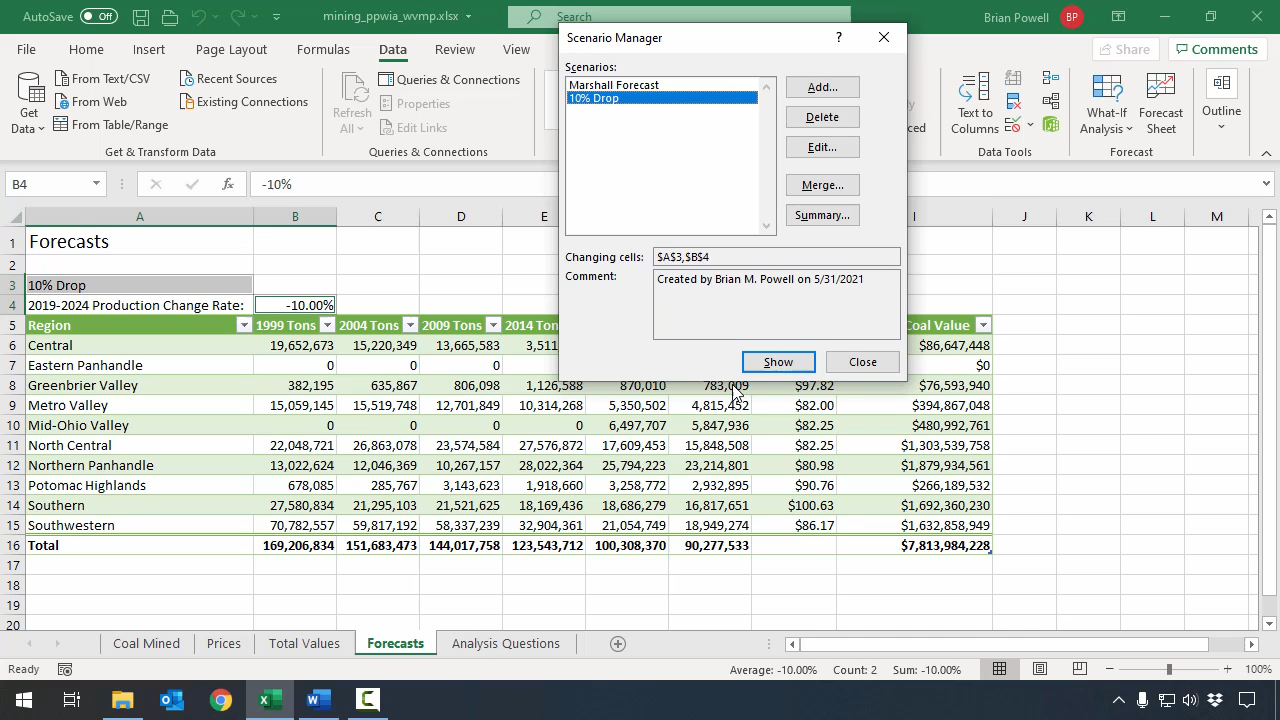 AutoSave Off mining_ppwia_wvmp.xlsx Search Brian Powell BP
File Home Insert Page Layout Formulas Data Review View Share Comments
Get Data
From Text/CSV
From Web
From Table/Range
Recent Sources
Existing Connections
Get & Transform Data
Refresh All
Queries & Connections
Properties
Edit Links
Queries & Connections
Text to Columns
Data Tools
What-If Analysis
Forecast Sheet
Forecast
Outline
B4 fx -10%
Scenario Manager ?
Scenarios:
Marshall Forecast
10% Drop
Add...
Delete
Edit...
Merge...
Summary...
Changing cells: $A$3,$B$4
Comment: Created by Brian M. Powell on 5/31/2021
Show Close
A B C D E I J K L M
1 Forecasts
2
3 10% Drop
4 2019-2024 Production Change Rate: -10.00%
5 Region 1999 Tons 2004 Tons 2009 Tons 2014 Ton Coal Value
6 Central 19,652,673 15,220,349 13,665,583 3,511 $86,647,448
7 Eastern Panhandle 0 0 0 $0
8 Greenbrier Valley 382,195 635,867 806,098 1,126,588 870,010 783,009 $97.82 $76,593,940
9 Metro Valley 15,059,145 15,519,748 12,701,849 10,314,268 5,350,502 4,815,452 $82.00 $394,867,048
10 Mid-Ohio Valley 0 0 0 0 6,497,707 5,847,936 $82.25 $480,992,761
11 North Central 22,048,721 26,863,078 23,574,584 27,576,872 17,609,453 15,848,508 $82.25 $1,303,539,758
12 Northern Panhandle 13,022,624 12,046,369 10,267,157 28,022,364 25,794,223 23,214,801 $80.98 $1,879,934,561
13 Potomac Highlands 678,085 285,767 3,143,623 1,918,660 3,258,772 2,932,895 $90.76 $266,189,532
14 Southern 27,580,834 21,295,103 21,521,625 18,169,436 18,686,279 16,817,651 $100.63 $1,692,360,230
15 Southwestern 70,782,557 59,817,192 58,337,239 32,904,361 21,054,749 18,949,274 $86.17 $1,632,858,949
16 Total 169,206,834 151,683,473 144,017,758 123,543,712 100,308,370 90,277,533 $7,813,984,228
17
18
19
20
Coal Mined Prices Total Values Forecasts Analysis Questions
Ready Average: -10.00% Count: 2 Sum: -10.00% 100%